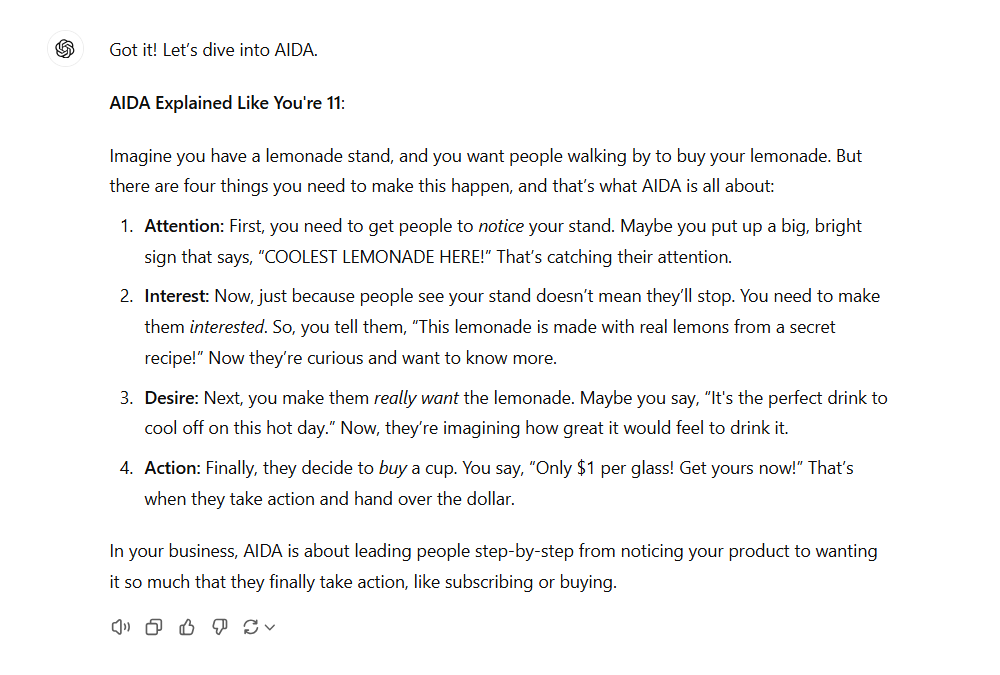 Got it! Let’s dive into AIDA.
AIDA Explained Like You're 11:
Imagine you have a lemonade stand, and you want people walking by to buy your lemonade. But
there are four things you need to make this happen, and that’s what AIDA is all about:
1. Attention: First, you need to get people to notice your stand. Maybe you put up a big, bright
sign that says, “COOLEST LEMONADE HERE!” That’s catching their attention.
2. Interest: Now, just because people see your stand doesn’t mean they’ll stop. You need to make
them interested. So, you tell them, “This lemonade is made with real lemons from a secret
recipe!” Now they’re curious and want to know more.
3. Desire: Next, you make them really want the lemonade. Maybe you say, “It's the perfect drink to
cool off on this hot day.” Now, they’re imagining how great it would feel to drink it.
4. Action: Finally, they decide to buy a cup. You say, “Only $1 per glass! Get yours now!” That’s
when they take action and hand over the dollar.
In your business, AIDA is about leading people step-by-step from noticing your product to wanting
it so much that they finally take action, like subscribing or buying.